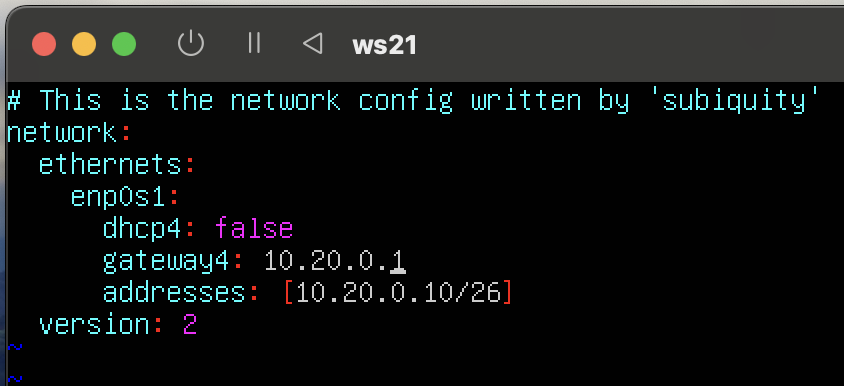 ws21
# This is the network config written by 'subiquity'
network:
  ethernets:
    enp0s1:
      dhcp4: false
      gateway4: 10.20.0.1
      addresses: [10.20.0.10/26]
  version: 2
~
~